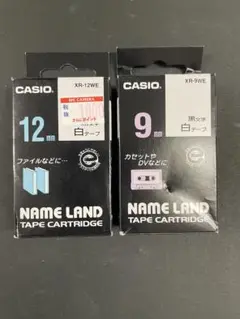 XR-12WE
CASIO
12mm
白テープ
ファイルなどに…
NAME LAND
TAPE CARTRIDGE
XR-9WE
CASIO
9mm
黒文字
白テープ
カセットや
DVなどに
NAME LAND
TAPE CARTRIDGE